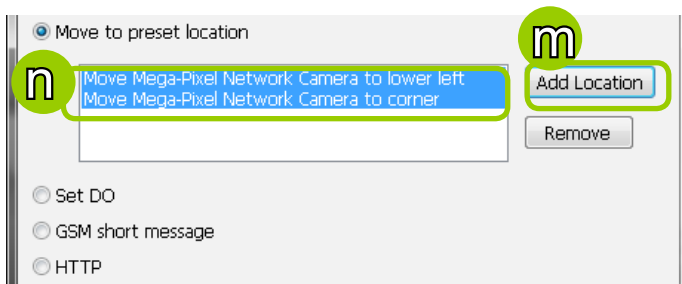 Move to preset location
m
n
Move Mega-Pixel Network Camera to lower left
Move Mega-Pixel Network Camera to corner
Add Location
Remove
Set DO
GSM short message
HTTP